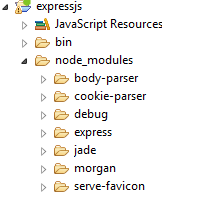 expressjs
JavaScript Resources
bin
node_modules
body-parser
cookie-parser
debug
express
jade
morgan
serve-favicon